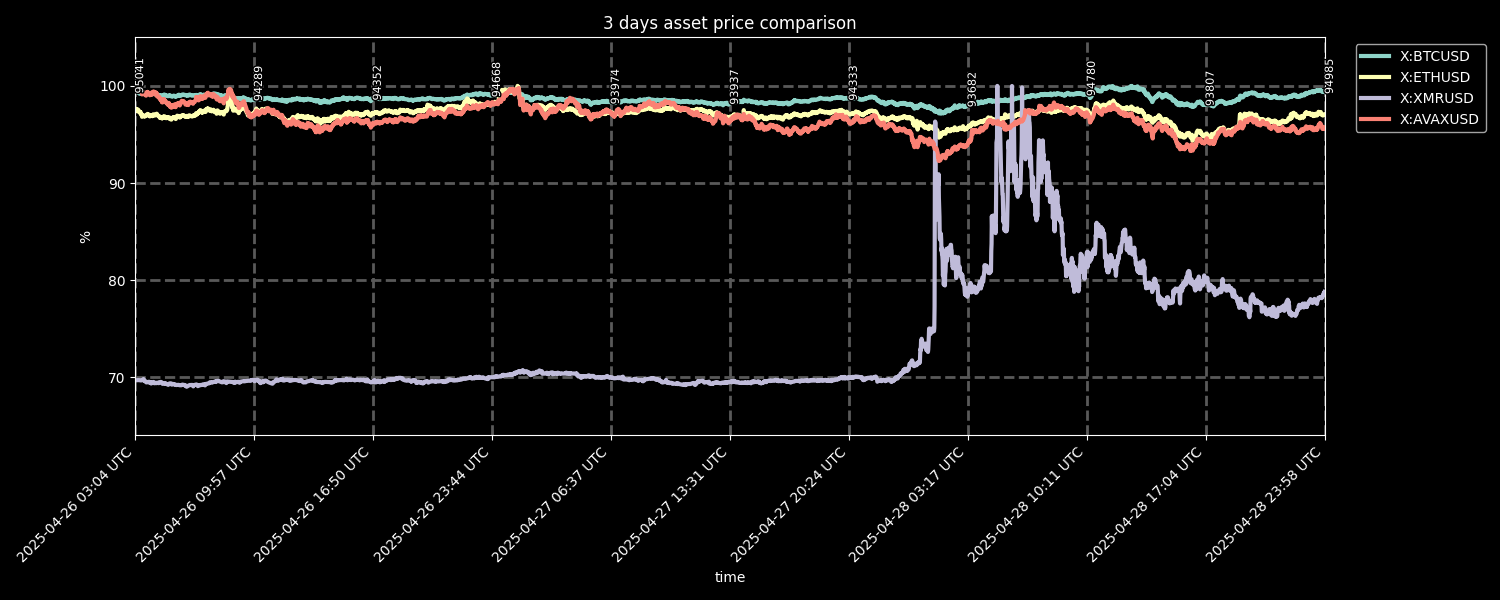 3 days asset price comparison
95041
94289
94352
94668
93974
93937
94333
93682
94780
93807
94985
100
90
80
70
%
X:BTCUSD
X:ETHUSD
X:XMRUSD
X:AVAXUSD
2025-04-26 03:04 UTC
2025-04-26 09:57 UTC
2025-04-26 16:50 UTC
2025-04-26 23:44 UTC
2025-04-27 06:37 UTC
2025-04-27 13:31 UTC
2025-04-27 20:24 UTC
2025-04-28 03:17 UTC
2025-04-28 10:11 UTC
2025-04-28 17:04 UTC
2025-04-28 23:58 UTC
time